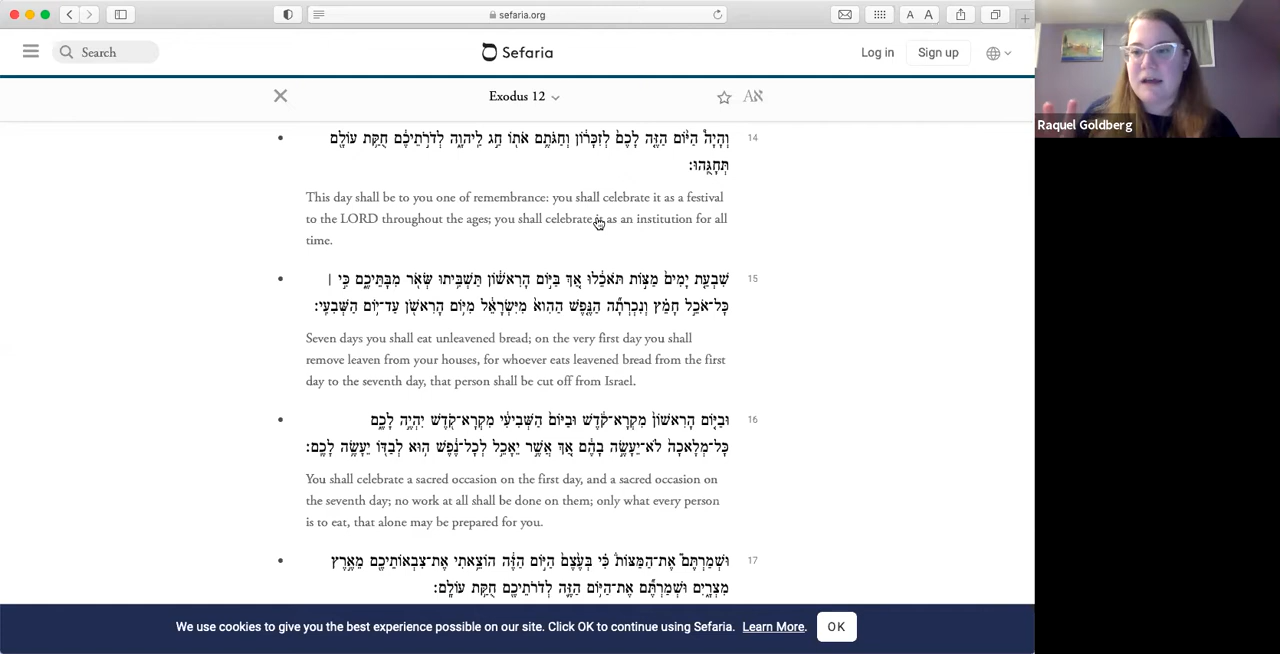 sefaria.org
A A
Search
Sefaria
Log in
Sign up
Exodus 12
Raquel Goldberg
14
וְהָיָה֩ הַיּ֨וֹם הַזֶּ֤ה לָכֶם֙ לְזִכָּר֔וֹן וְחַגֹּתֶ֥ם אֹת֖וֹ חַ֣ג לַֽיהוָ֑ה לְדֹרֹ֣תֵיכֶ֔ם חֻקַּ֥ת עוֹלָ֖ם
תְּחָגֻּֽהוּ׃
This day shall be to you one of remembrance: you shall celebrate it as a festival
to the LORD throughout the ages; you shall celebrate it as an institution for all
time.
15
שִׁבְעַ֤ת יָמִים֙ מַצּ֣וֹת תֹּאכֵ֔לוּ אַ֚ךְ בַּיּ֣וֹם הָרִאשׁ֔וֹן תַּשְׁבִּ֥יתוּ שְּׂאֹ֖ר מִבָּתֵּיכֶ֑ם כִּ֣י ׀
כָּל־אֹכֵ֣ל חָמֵ֗ץ וְנִכְרְתָ֞ה הַנֶּ֤פֶשׁ הַהִוא֙ מִיִּשְׂרָאֵ֔ל מִיּ֥וֹם הָרִאשֹׁ֖ן עַד־י֥וֹם הַשְּׁבִעִֽי׃
Seven days you shall eat unleavened bread; on the very first day you shall
remove leaven from your houses, for whoever eats leavened bread from the first
day to the seventh day, that person shall be cut off from Israel.
16
וּבַיּ֤וֹם הָרִאשׁוֹן֙ מִקְרָא־קֹ֔דֶשׁ וּבַיּוֹם֙ הַשְּׁבִיעִ֔י מִקְרָא־קֹ֖דֶשׁ יִהְיֶ֣ה לָכֶ֑ם
כָּל־מְלָאכָה֙ לֹא־יֵעָשֶׂ֣ה בָהֶ֔ם אַ֚ךְ אֲשֶׁ֣ר יֵאָכֵ֣ל לְכָל־נֶ֔פֶשׁ ה֥וּא לְבַדּ֖וֹ יֵעָשֶׂ֥ה לָכֶֽם׃
You shall celebrate a sacred occasion on the first day, and a sacred occasion on
the seventh day; no work at all shall be done on them; only what every person
is to eat, that alone may be prepared for you.
17
וּשְׁמַרְתֶּם֮ אֶת־הַמַּצּוֹת֒ כִּ֗י בְּעֶ֙צֶם֙ הַיּ֣וֹם הַזֶּ֔ה הוֹצֵ֥אתִי אֶת־צִבְאוֹתֵיכֶ֖ם מֵאֶ֣רֶץ
מִצְרָ֑יִם וּשְׁמַרְתֶּ֞ם אֶת־הַיּ֥וֹם הַזֶּ֛ה לְדֹרֹתֵיכֶ֖ם חֻקַּ֥ת עוֹלָֽם׃
We use cookies to give you the best experience possible on our site. Click OK to continue using Sefaria. Learn More.
OK